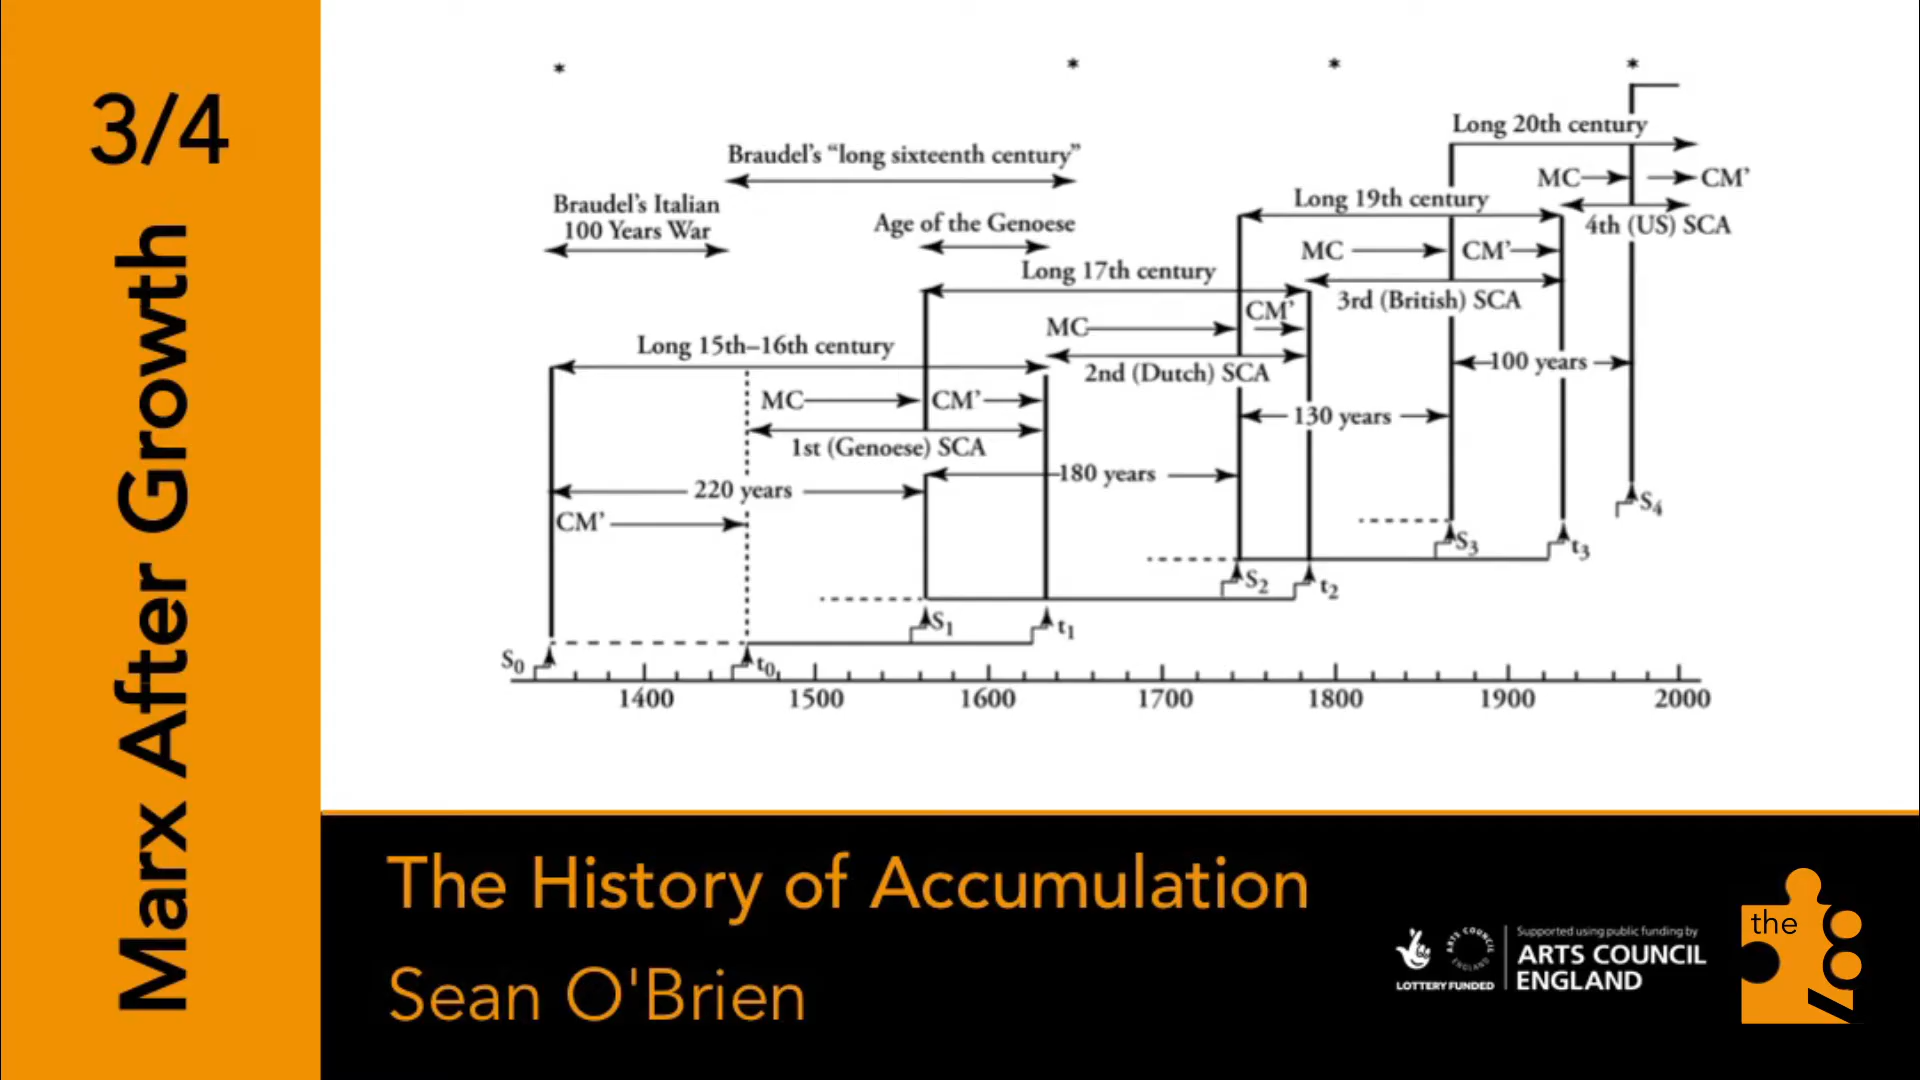 3/4
Marx After Growth
*
*
*
*
Long 20th century
Braudel's “long sixteenth century”
MC
CM'
Braudel's Italian
100 Years War
Long 19th century
Age of the Genoese
4th (US) SCA
MC
CM'
Long 17th century
3rd (British) SCA
CM'
MC
Long 15th–16th century
2nd (Dutch) SCA
100 years
MC
CM'
130 years
1st (Genoese) SCA
180 years
220 years
S4
CM'
S3
t3
S2
t2
S1
t1
S0
t0
1400
1500
1600
1700
1800
1900
2000
The History of Accumulation
Sean O'Brien
LOTTERY FUNDED
ARTS COUNCIL
ENGLAND
Supported using public funding by
ARTS COUNCIL
ENGLAND
the